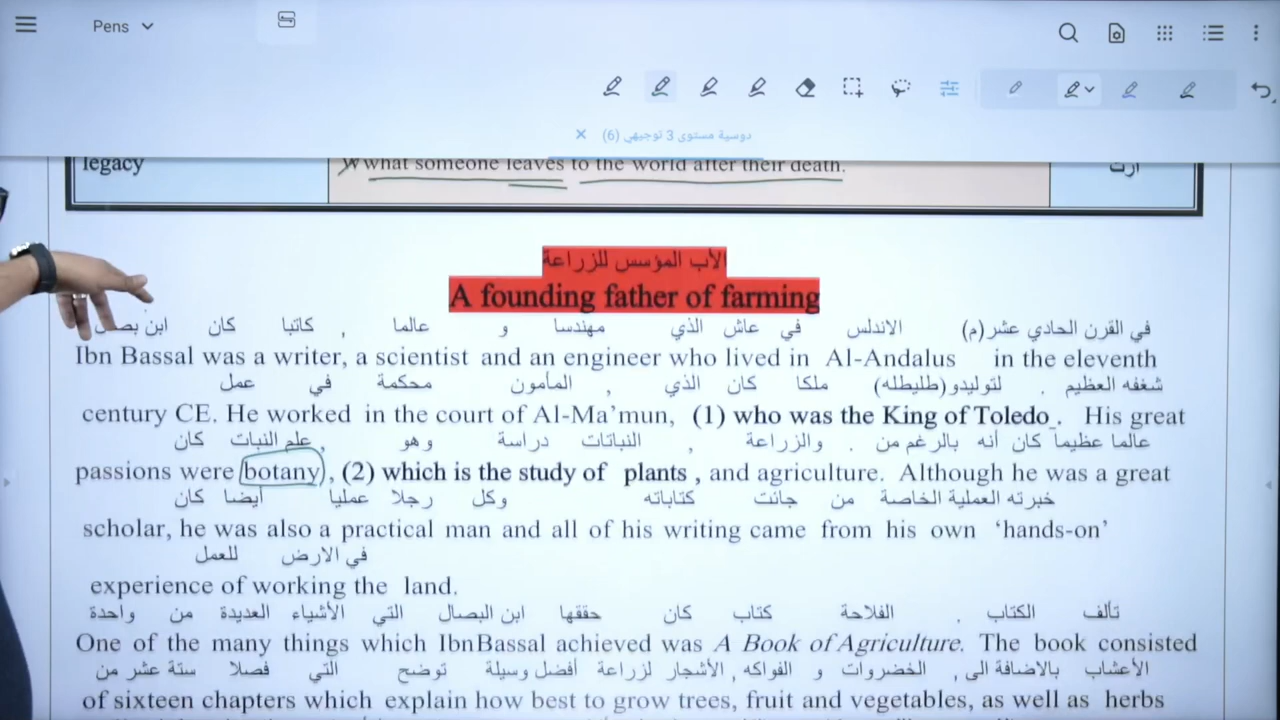 Pens
دوسية مستوى 3 توجيهي (6)
legacy What someone leaves to the world after their death. ارث
الأب المؤسس للزراعة
A founding father of farming
ابن بصال كان كاتبا , عالما و مهندسا الذي عاش في الاندلس في القرن الحادي عشر(م)
Ibn Bassal was a writer, a scientist and an engineer who lived in Al-Andalus in the eleventh
عمل في محكمة المأمون , الذي كان ملكا لتوليدو(طليطله) . شغفه العظيم
century CE. He worked in the court of Al-Ma’mun, (1) who was the King of Toledo . His great
كان علم النبات , وهو دراسة النباتات , والزراعة . بالرغم من أنه كان عالما عظيماً
passions were botany , (2) which is the study of plants , and agriculture. Although he was a great
كان أيضا عمليا رجلا وكل كتاباته جائت من خبرته العملية الخاصة
scholar, he was also a practical man and all of his writing came from his own ‘hands-on’
للعمل في الارض
experience of working the land.
واحدة من العديدة الأشياء التي ابن البصال حققها كان كتاب الفلاحة . الكتاب تألف
One of the many things which IbnBassal achieved was A Book of Agriculture. The book consisted
من ستة عشر فصلا التي توضح أفضل وسيلة لزراعة الأشجار , الفواكه و الخضروات , بالاضافة الى الأعشاب
of sixteen chapters which explain how best to grow trees, fruit and vegetables, as well as herbs